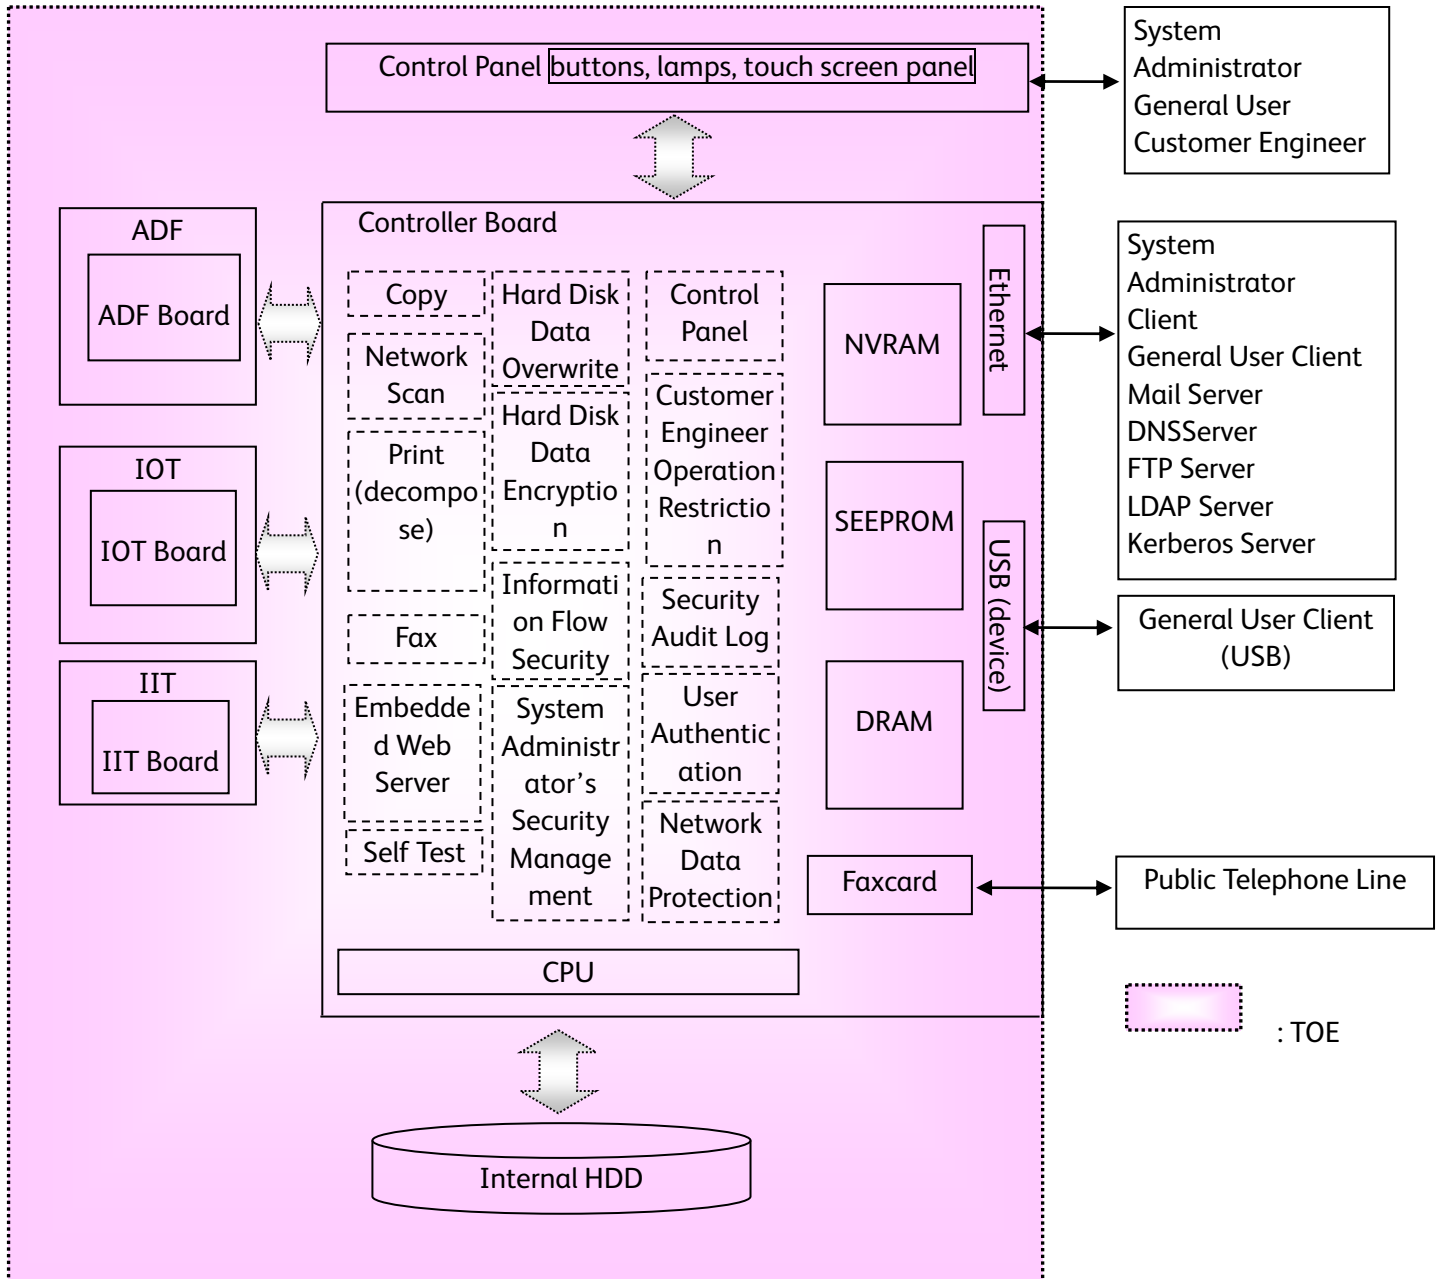 Control Panel buttons, lamps, touch screen panel
System
Administrator
General User
Customer Engineer
ADF
ADF Board
IOT
IOT Board
IIT
IIT Board
Controller Board
Copy
Network
Scan
Print
(decompo
se)
Fax
Embedde
d Web
Server
Self Test
Hard Disk
Data
Overwrite
Hard Disk
Data
Encryptio
n
Informati
on Flow
Security
System
Administr
ator’s
Security
Manage
ment
Control
Panel
Customer
Engineer
Operation
Restrictio
n
Security
Audit Log
User
Authentic
ation
Network
Data
Protection
NVRAM
SEEPROM
DRAM
Faxcard
Ethernet
USB (device)
CPU
Internal HDD
System
Administrator
Client
General User Client
Mail Server
DNSServer
FTP Server
LDAP Server
Kerberos Server
General User Client
(USB)
Public Telephone Line
: TOE